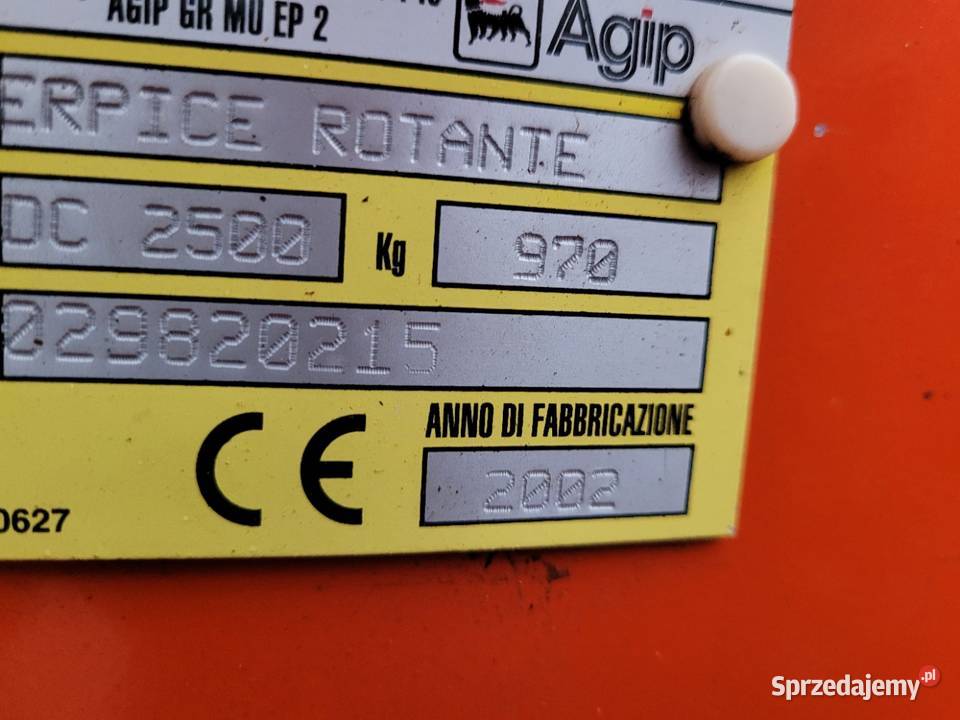 AGIP GR MU EP 2
Agip
ERPICE ROTANTE
DC 2500
Kg
970
029820215
CE
ANNO DI FABBRICAZIONE
2002
0627
Sprzedajemy.pl